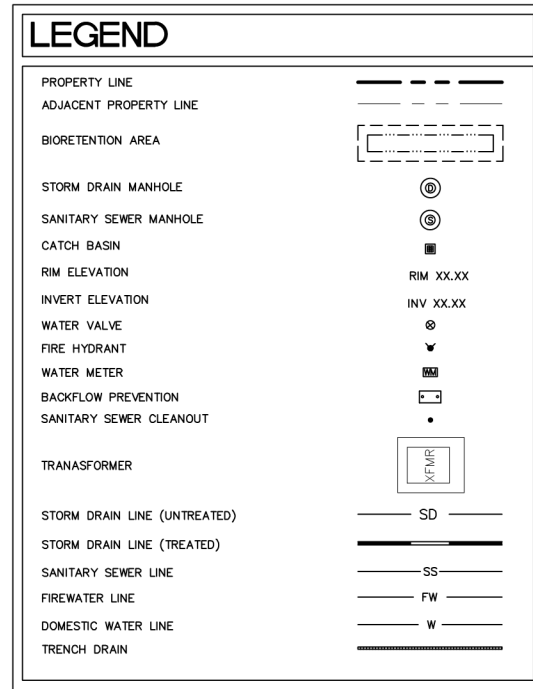 LEGEND
PROPERTY LINE
ADJACENT PROPERTY LINE
BIORETENTION AREA
STORM DRAIN MANHOLE D
SANITARY SEWER MANHOLE S
CATCH BASIN
RIM ELEVATION RIM XX.XX
INVERT ELEVATION INV XX.XX
WATER VALVE
FIRE HYDRANT
WATER METER WM
BACKFLOW PREVENTION
SANITARY SEWER CLEANOUT
TRANASFORMER XFMR
STORM DRAIN LINE (UNTREATED) SD
STORM DRAIN LINE (TREATED)
SANITARY SEWER LINE SS
FIREWATER LINE FW
DOMESTIC WATER LINE W
TRENCH DRAIN